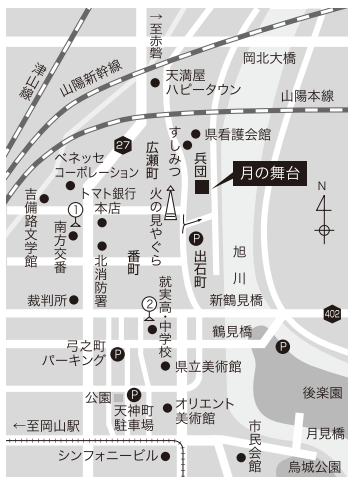 →至赤磐
岡北大橋
津山線
山陽新幹線
天満屋
ハピータウン
山陽本線
27
広瀬町
すしみつ
県看護会館
兵団
月の舞台
ベネッセ
コーポレーション
吉備路文学館
トマト銀行
本店
1
南方交番
火の見やぐら
N
北消防署
番町
P
出石町
旭川
裁判所
就実高・中学校
2
新鶴見橋
402
鶴見橋
弓之町
パーキング
P
P
県立美術館
後楽園
公園
P
天神町
駐車場
オリエント
美術館
市民会館
月見橋
←至岡山駅
シンフォニービル
烏城公園